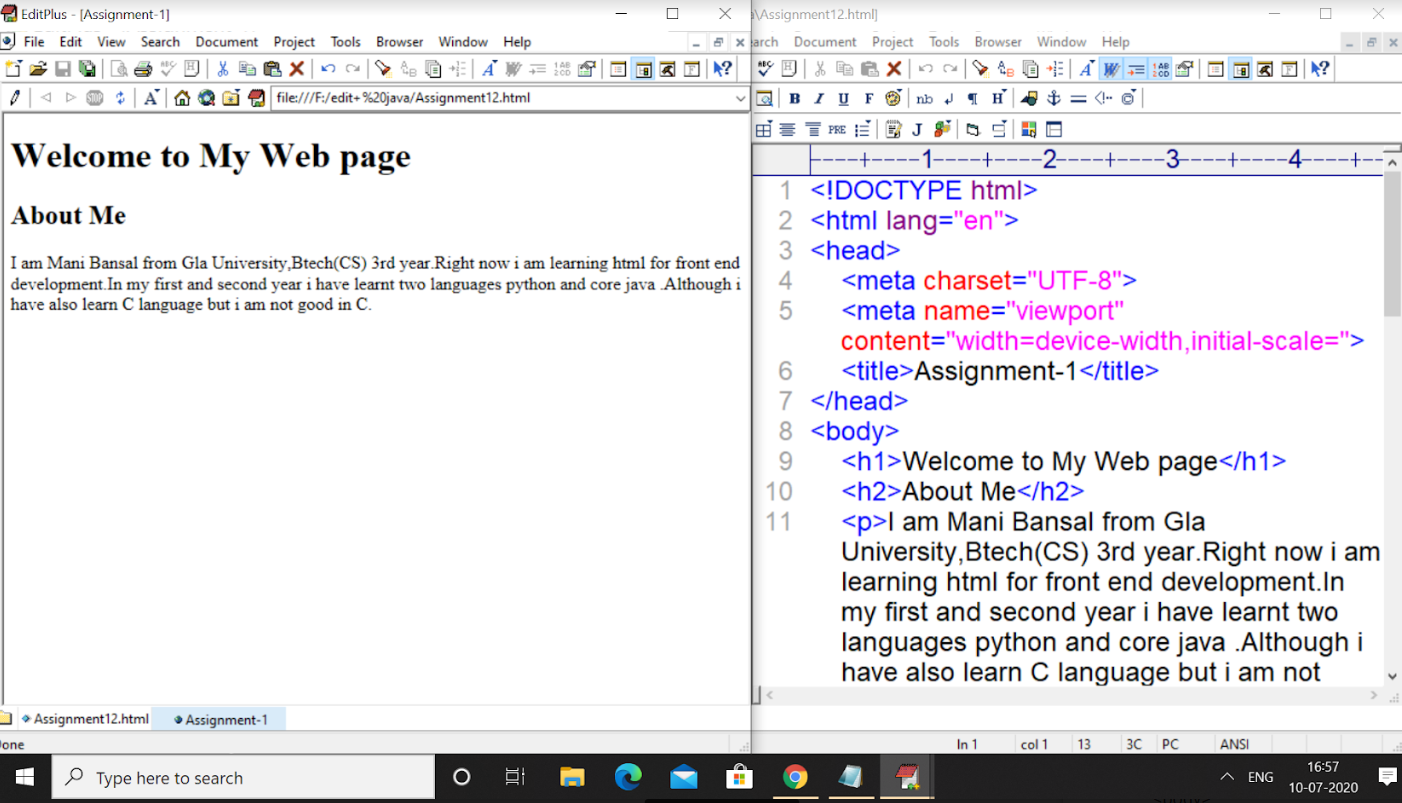 EditPlus - [Assignment-1]
File Edit View Search Document Project Tools Browser Window Help
file:///F:/edit+%20java/Assignment12.html
Welcome to My Web page
About Me
I am Mani Bansal from Gla University,Btech(CS) 3rd year.Right now i am learning html for front end
development.In my first and second year i have learnt two languages python and core java .Although i
have also learn C language but i am not good in C.
Assignment12.html Assignment-1
one
a\Assignment12.html]
arch Document Project Tools Browser Window Help
B I U F nb ¶ H
PRE J
----+----1----+----2----+----3----+----4----+--
1 <!DOCTYPE html>
2 <html lang="en">
3 <head>
4 <meta charset="UTF-8">
5 <meta name="viewport"
content="width=device-width,initial-scale=">
6 <title>Assignment-1</title>
7 </head>
8 <body>
9 <h1>Welcome to My Web page</h1>
10 <h2>About Me</h2>
11 <p>I am Mani Bansal from Gla
University,Btech(CS) 3rd year.Right now i am
learning html for front end development.In
my first and second year i have learnt two
languages python and core java .Although i
have also learn C language but i am not
ln 1 col 1 13 3C PC ANSI
Type here to search
ENG
16:57
10-07-2020